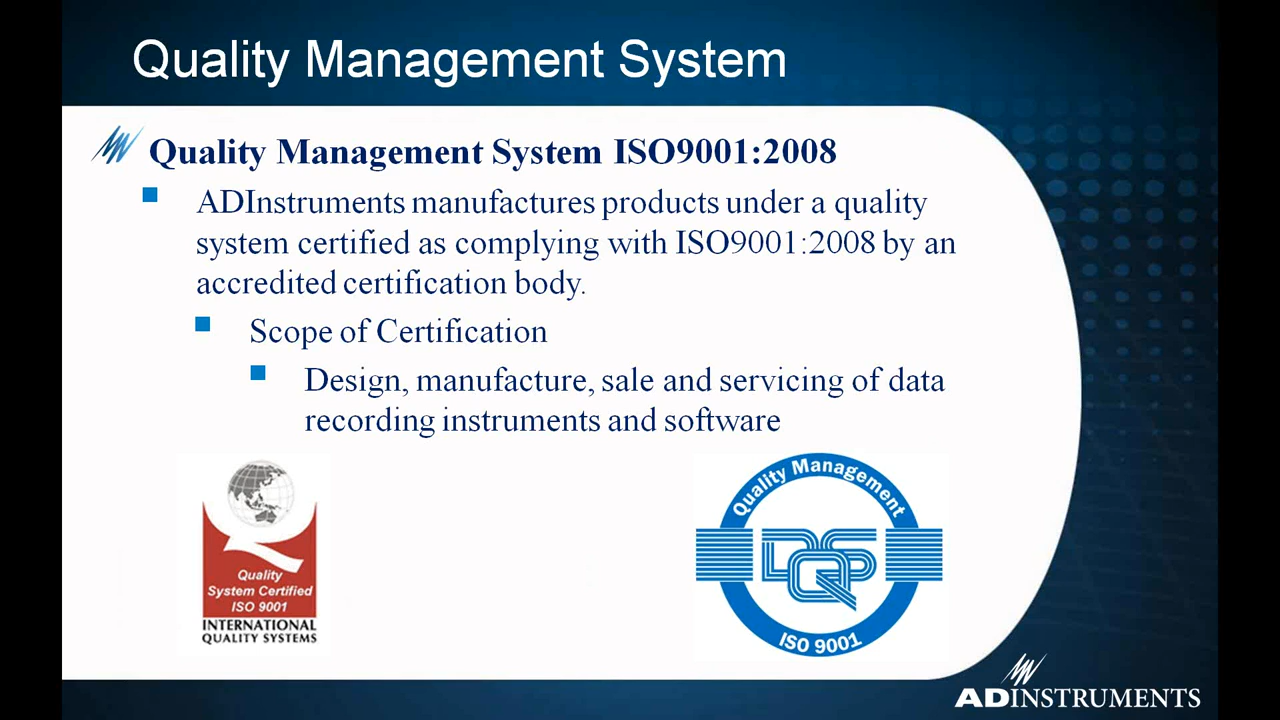 Quality Management System
Quality Management System ISO9001:2008
ADInstruments manufactures products under a quality
system certified as complying with ISO9001:2008 by an
accredited certification body.
Scope of Certification
Design, manufacture, sale and servicing of data
recording instruments and software
Quality
System Certified
ISO 9001
INTERNATIONAL
QUALITY SYSTEMS
Quality Management
DQS
ISO 9001
ADINSTRUMENTS